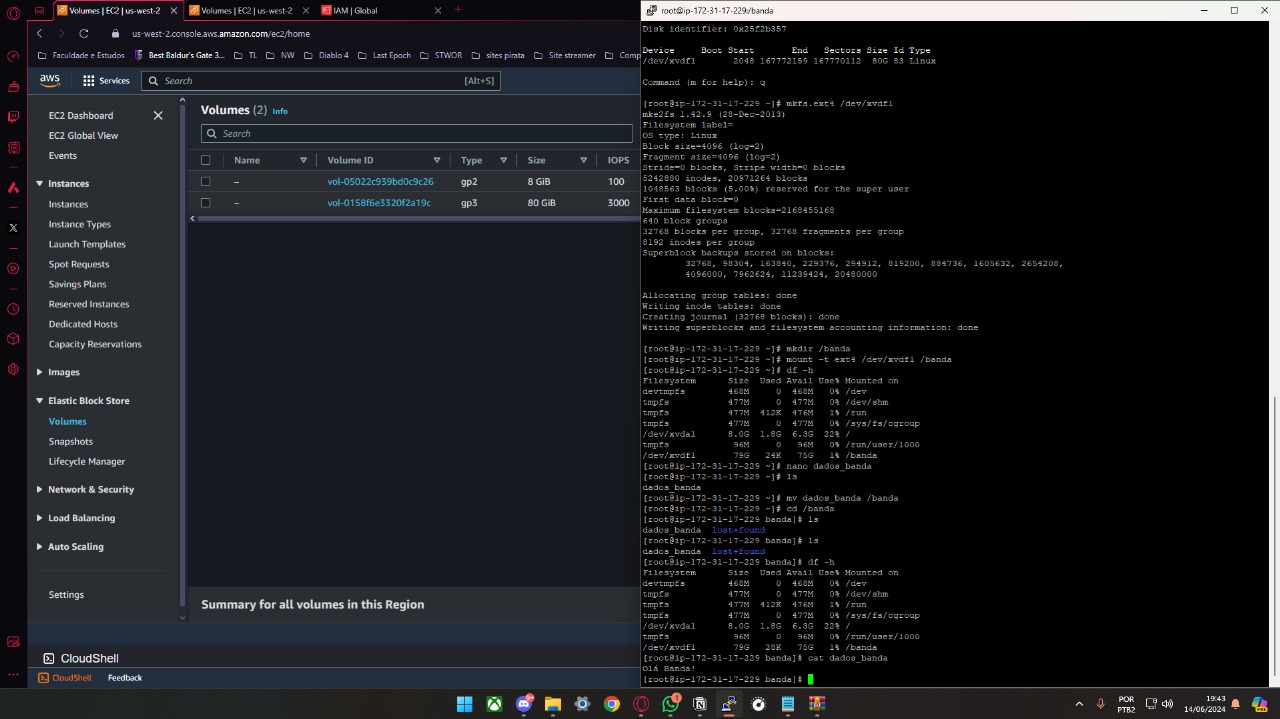 Volumes | EC2 | us-west-2
Volumes | EC2 | us-west-2
IAM | Global
us-west-2.console.aws.amazon.com/ec2/home
Faculdade e Estudos
Best Baldur's Gate 3...
TL
NW
Diablo 4
Last Epoch
STWOR
sites pirata
Site streamer
Comp
aws
Services
Search
[Alt+S]
EC2 Dashboard
EC2 Global View
Events
Instances
Instances
Instance Types
Launch Templates
Spot Requests
Savings Plans
Reserved Instances
Dedicated Hosts
Capacity Reservations
Images
Elastic Block Store
Volumes
Snapshots
Lifecycle Manager
Network & Security
Load Balancing
Auto Scaling
Settings
Volumes (2) Info
Search
Name Volume ID Type Size IOPS
– vol-05022c939bd0c9c26 gp2 8 GiB 100
– vol-0158f6e3320f2a19c gp3 80 GiB 3000
Summary for all volumes in this Region
CloudShell
CloudShell Feedback
root@ip-172-31-17-229:/banda
Disk identifier: 0x25f2b357
Device Boot Start End Sectors Size Id Type
/dev/xvdf1 2048 167772159 167770112 80G 83 Linux
Command (m for help): q
[root@ip-172-31-17-229 ~]# mkfs.ext4 /dev/xvdf1
mke2fs 1.42.9 (28-Dec-2013)
Filesystem label=
OS type: Linux
Block size=4096 (log=2)
Fragment size=4096 (log=2)
Stride=0 blocks, Stripe width=0 blocks
5242880 inodes, 20971264 blocks
1048563 blocks (5.00%) reserved for the super user
First data block=0
Maximum filesystem blocks=2168455168
640 block groups
32768 blocks per group, 32768 fragments per group
8192 inodes per group
Superblock backups stored on blocks:
32768, 98304, 163840, 229376, 294912, 819200, 884736, 1605632, 2654208,
4096000, 7962624, 11239424, 20480000
Allocating group tables: done
Writing inode tables: done
Creating journal (32768 blocks): done
Writing superblocks and filesystem accounting information: done
[root@ip-172-31-17-229 ~]# mkdir /banda
[root@ip-172-31-17-229 ~]# mount -t ext4 /dev/xvdf1 /banda
[root@ip-172-31-17-229 ~]# df -h
Filesystem Size Used Avail Use% Mounted on
devtmpfs 468M 0 468M 0% /dev
tmpfs 477M 0 477M 0% /dev/shm
tmpfs 477M 412K 476M 1% /run
tmpfs 477M 0 477M 0% /sys/fs/cgroup
/dev/xvda1 8.0G 1.8G 6.3G 22% /
tmpfs 96M 0 96M 0% /run/user/1000
/dev/xvdf1 79G 24K 75G 1% /banda
[root@ip-172-31-17-229 ~]# nano dados_banda
[root@ip-172-31-17-229 ~]# ls
dados_banda
[root@ip-172-31-17-229 ~]# mv dados_banda /banda
[root@ip-172-31-17-229 ~]# cd /banda
[root@ip-172-31-17-229 banda]# ls
dados_banda lost+found
[root@ip-172-31-17-229 banda]# ls
dados_banda lost+found
[root@ip-172-31-17-229 banda]# df -h
Filesystem Size Used Avail Use% Mounted on
devtmpfs 468M 0 468M 0% /dev
tmpfs 477M 0 477M 0% /dev/shm
tmpfs 477M 412K 476M 1% /run
tmpfs 477M 0 477M 0% /sys/fs/cgroup
/dev/xvda1 8.0G 1.8G 6.3G 22% /
tmpfs 96M 0 96M 0% /run/user/1000
/dev/xvdf1 79G 28K 75G 1% /banda
[root@ip-172-31-17-229 banda]# cat dados_banda
Olá Banda!
[root@ip-172-31-17-229 banda]#
POR
PTB2
19:43
14/06/2024